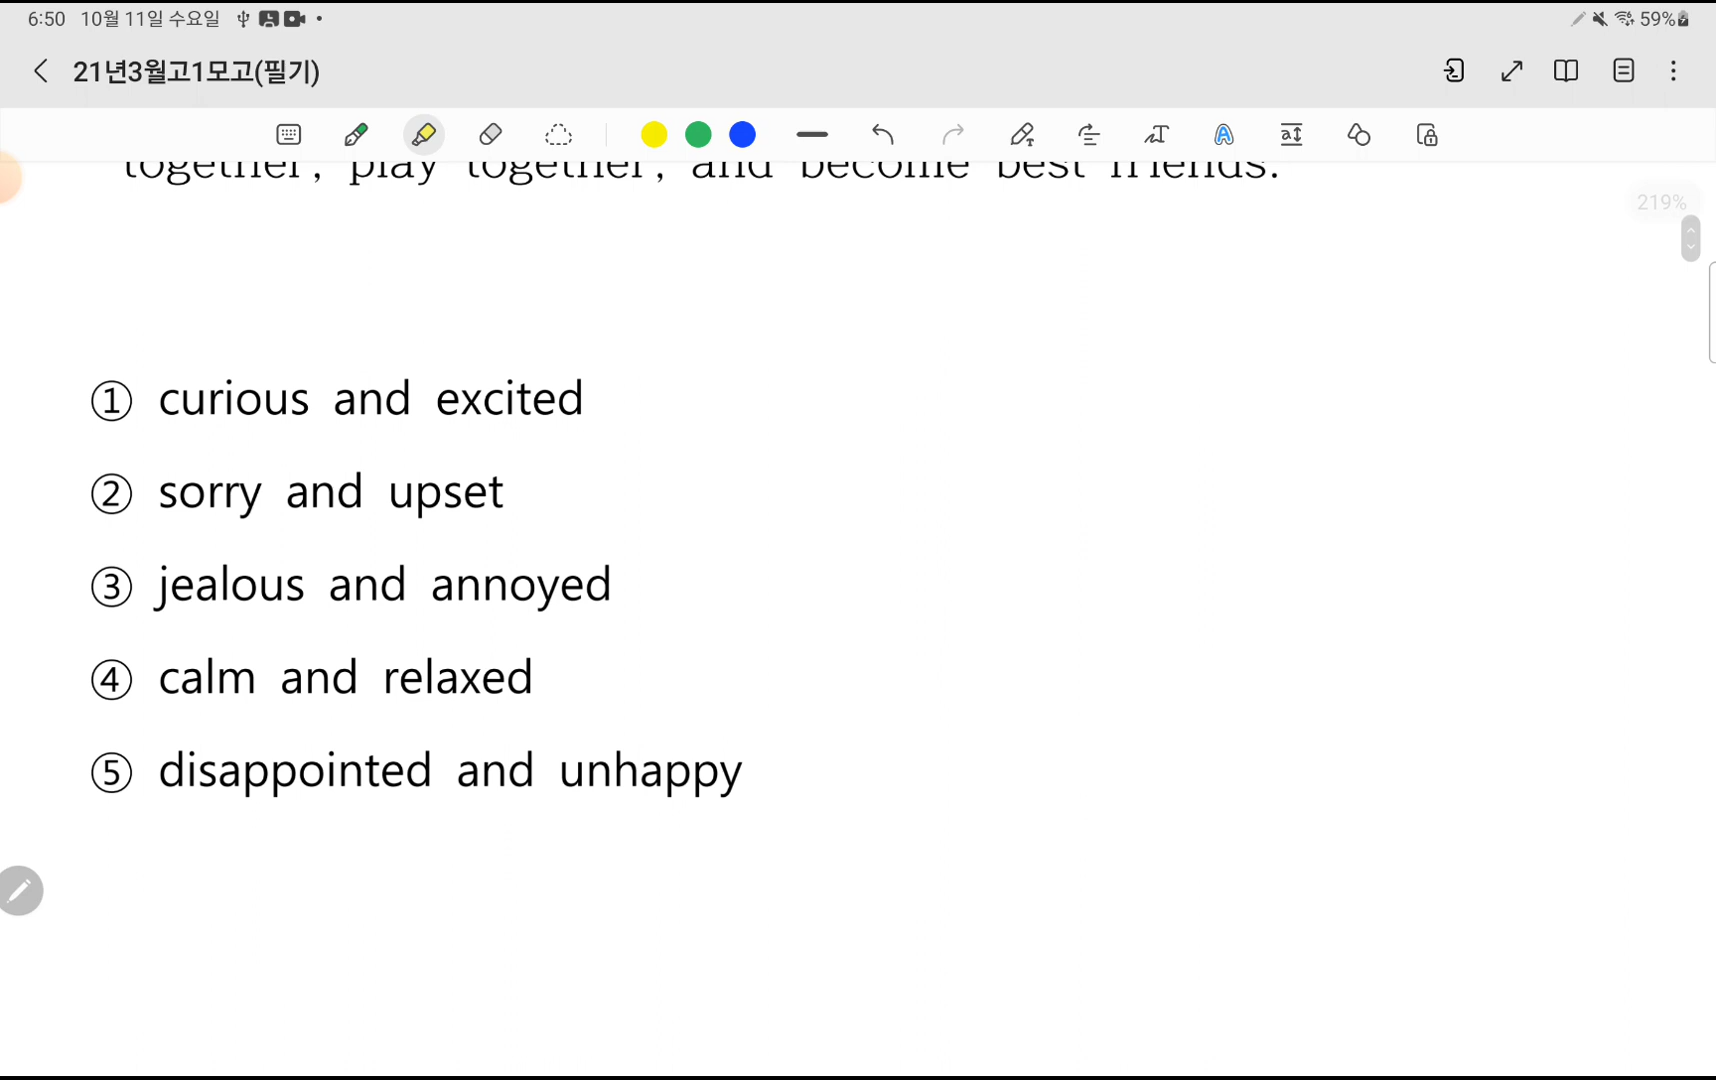 6:50 10월 11일 수요일
59%
21년3월고1모고(필기)
together, play together, and become best friends.
219%
① curious and excited
② sorry and upset
③ jealous and annoyed
④ calm and relaxed
⑤ disappointed and unhappy